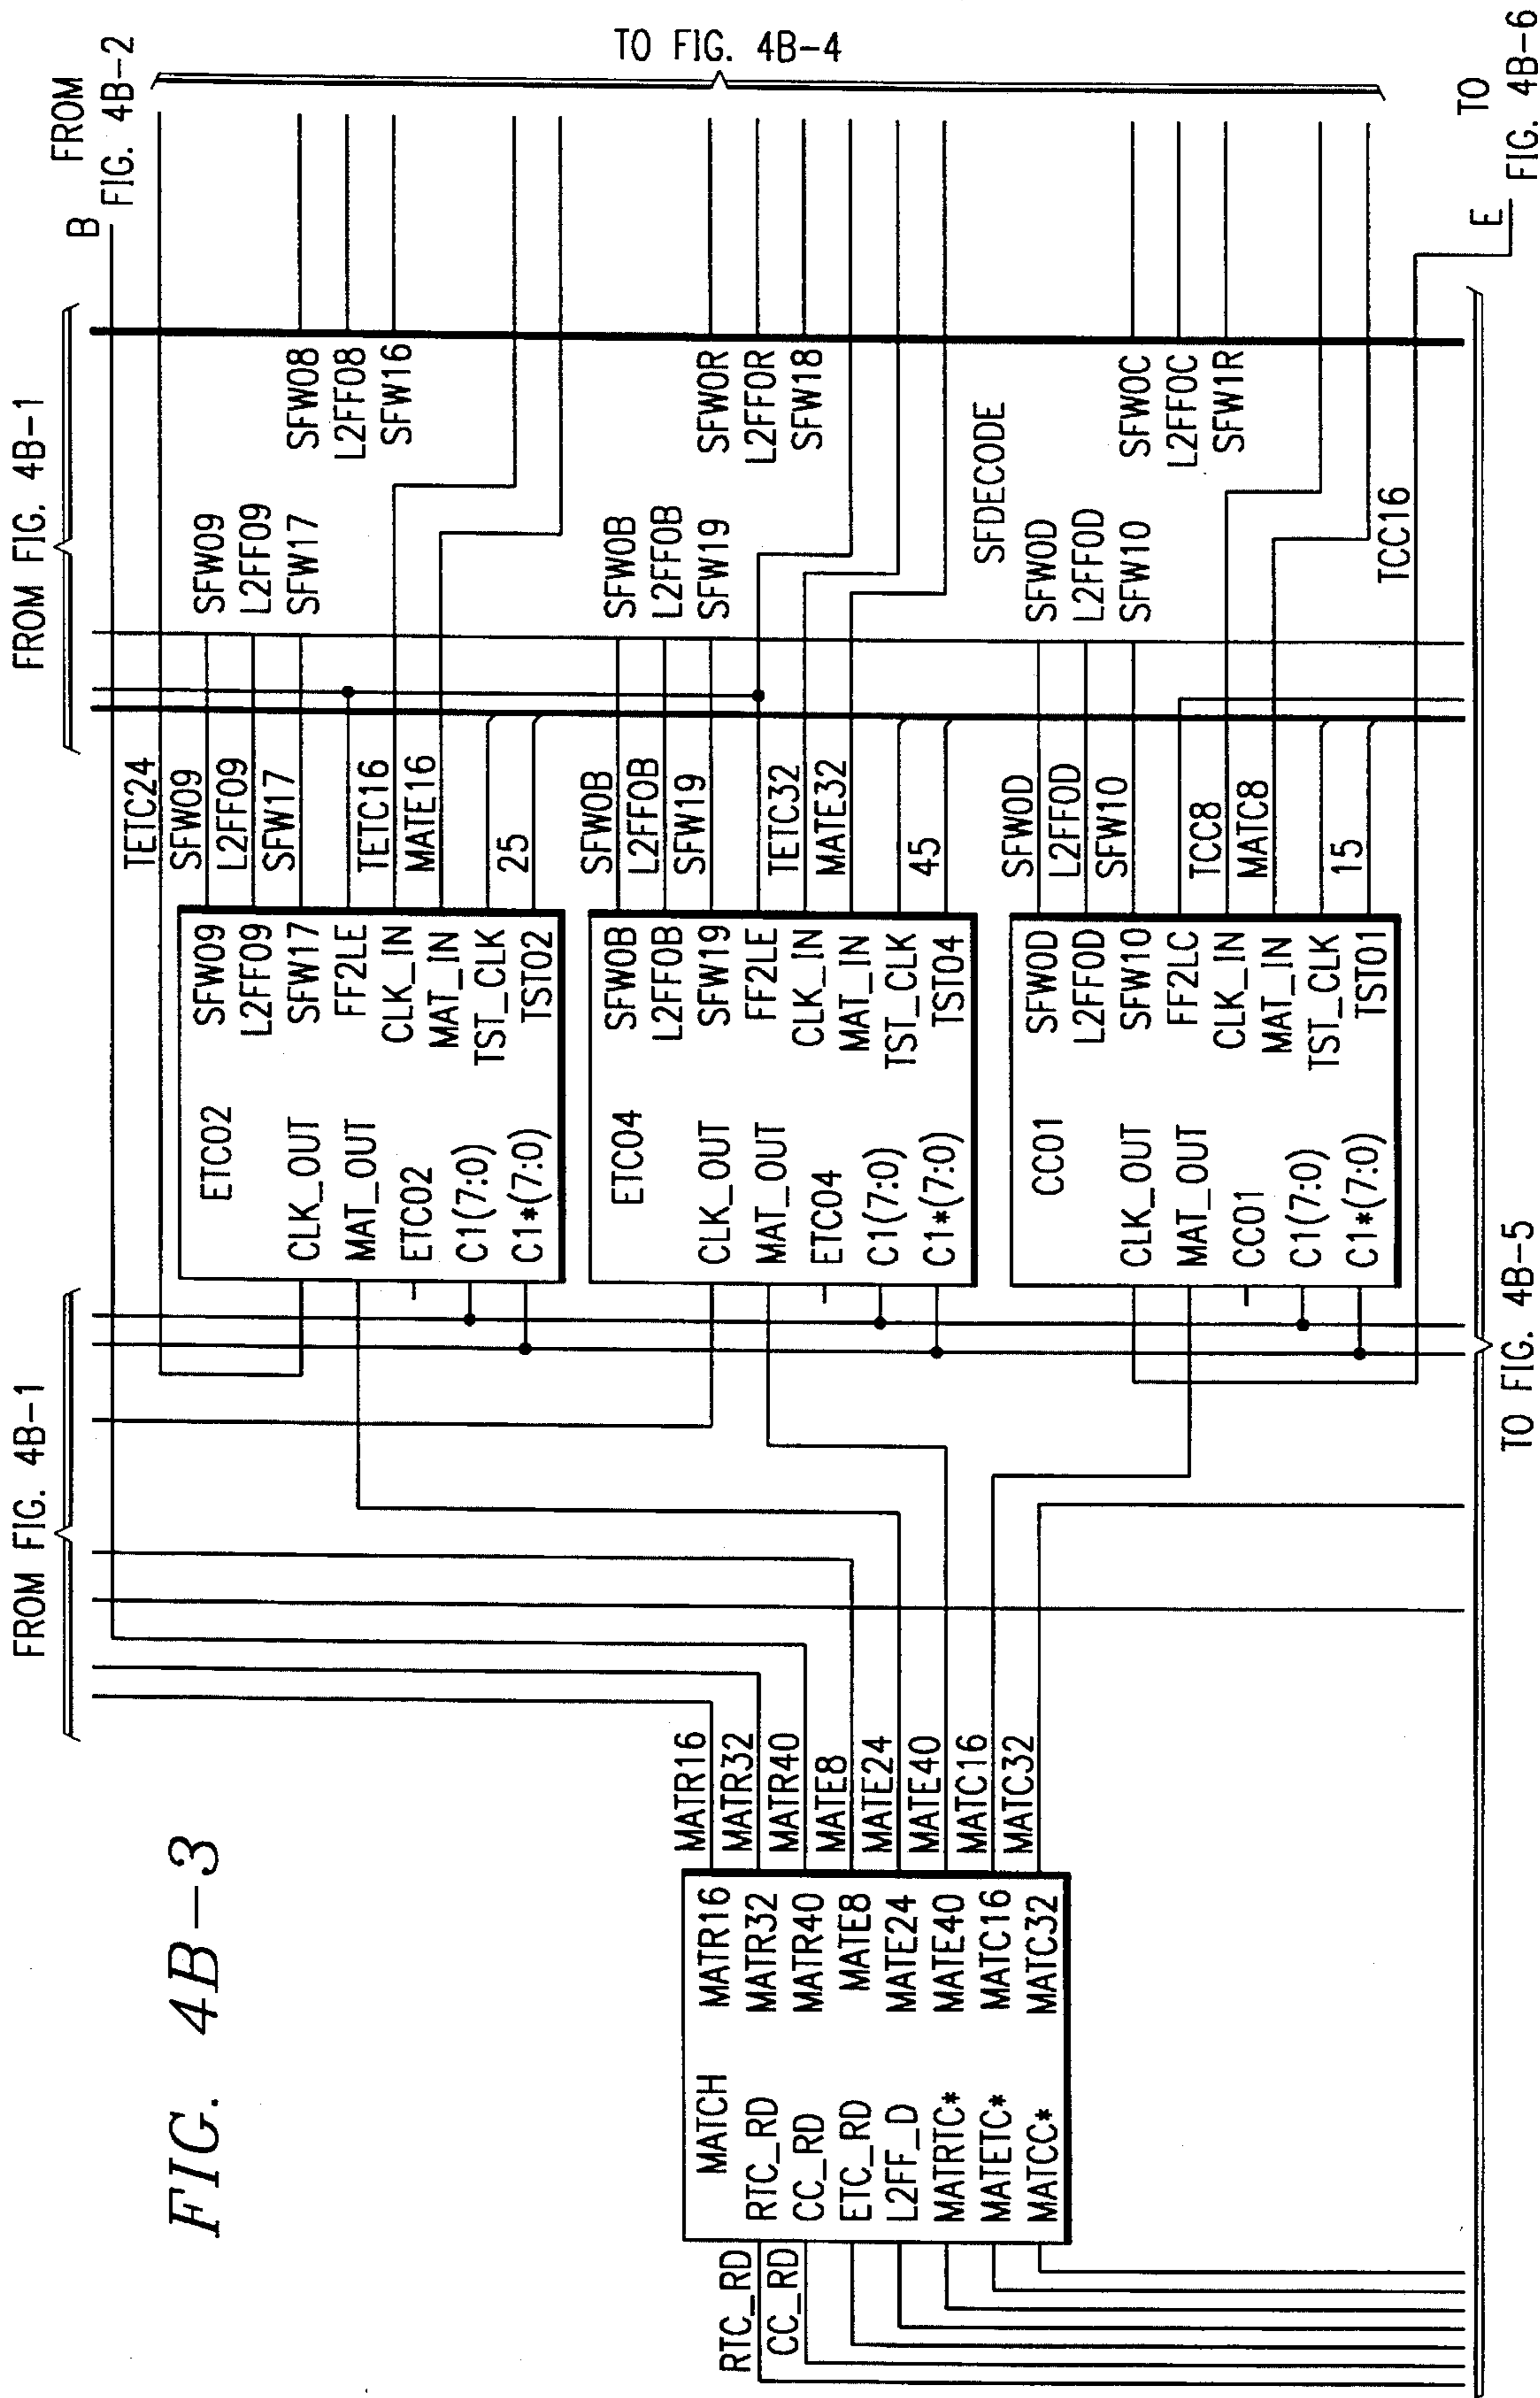 FIG. 4B-3
FROM FIG. 4B-1
FROM FIG. 4B-1
B
FROM
FIG. 4B-2
TO FIG. 4B-4
MATCH
RTC_RD
CC_RD
ETC_RD
L2FF_D
MATRTC*
MATETC*
MATCC*
MATR16
MATR32
MATR40
MATE8
MATE24
MATE40
MATC16
MATC32
RTC_RD
CC_RD
MATR16
MATR32
MATR40
MATE8
MATE24
MATE40
MATC16
MATC32
ETC02
CLK_OUT
MAT_OUT
ETC02
C1(7:0)
C1*(7:0)
SFW09
L2FF09
SFW17
FF2LE
CLK_IN
MAT_IN
TST_CLK
TST02
TETC24
SFW09
L2FF09
SFW17
TETC16
MATE16
25
SFW09
L2FF09
SFW17
SFW08
L2FF08
SFW16
ETC04
CLK_OUT
MAT_OUT
ETC04
C1(7:0)
C1*(7:0)
SFW0B
L2FF0B
SFW19
FF2LE
CLK_IN
MAT_IN
TST_CLK
TST04
SFW0B
L2FF0B
SFW19
TETC32
MATE32
45
SFW0B
L2FF0B
SFW19
SFW0R
L2FF0R
SFW18
SFDECODE
CC01
CLK_OUT
MAT_OUT
CC01
C1(7:0)
C1*(7:0)
SFW0D
L2FF0D
SFW10
FF2LC
CLK_IN
MAT_IN
TST_CLK
TST01
SFW0D
L2FF0D
SFW10
TCC8
MATC8
15
SFW0D
L2FF0D
SFW10
SFW0C
L2FF0C
SFW1R
TCC16
TO FIG. 4B-5
E
TO
FIG. 4B-6